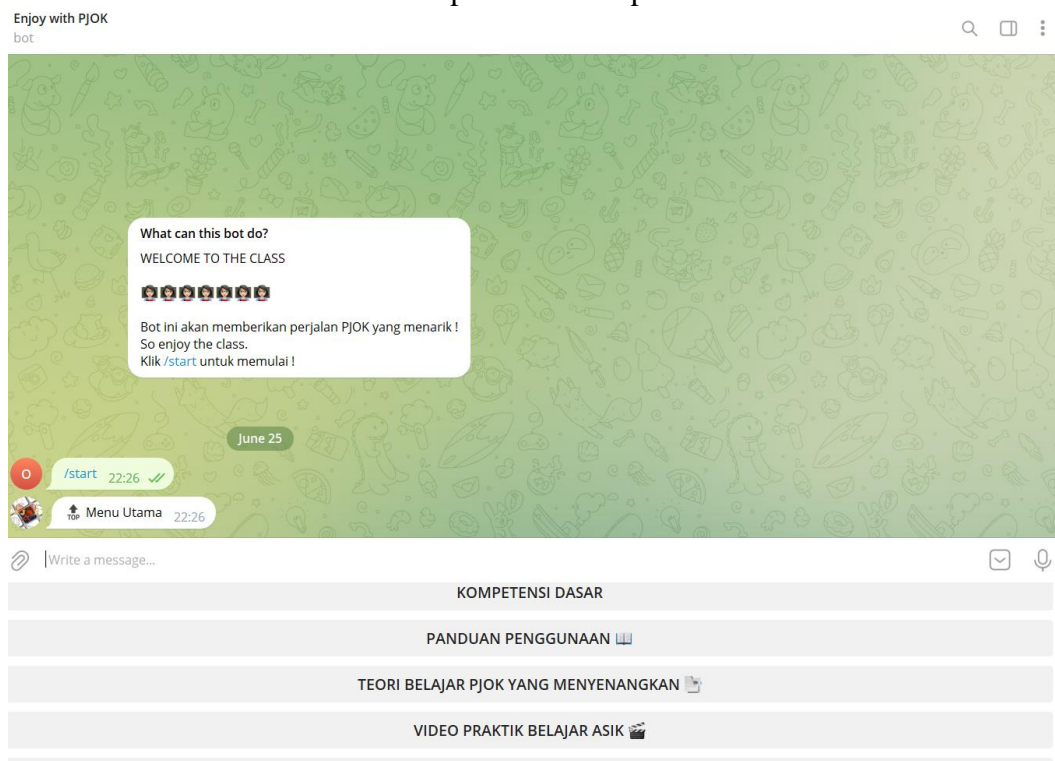 Enjoy with PJOK
bot
What can this bot do?
WELCOME TO THE CLASS
Bot ini akan memberikan perjalan PJOK yang menarik !
So enjoy the class.
Klik /start untuk memulai !
June 25
O
/start 22:26
TOP Menu Utama 22:26
Write a message...
KOMPETENSI DASAR
PANDUAN PENGGUNAAN
TEORI BELAJAR PJOK YANG MENYENANGKAN
VIDEO PRAKTIK BELAJAR ASIK